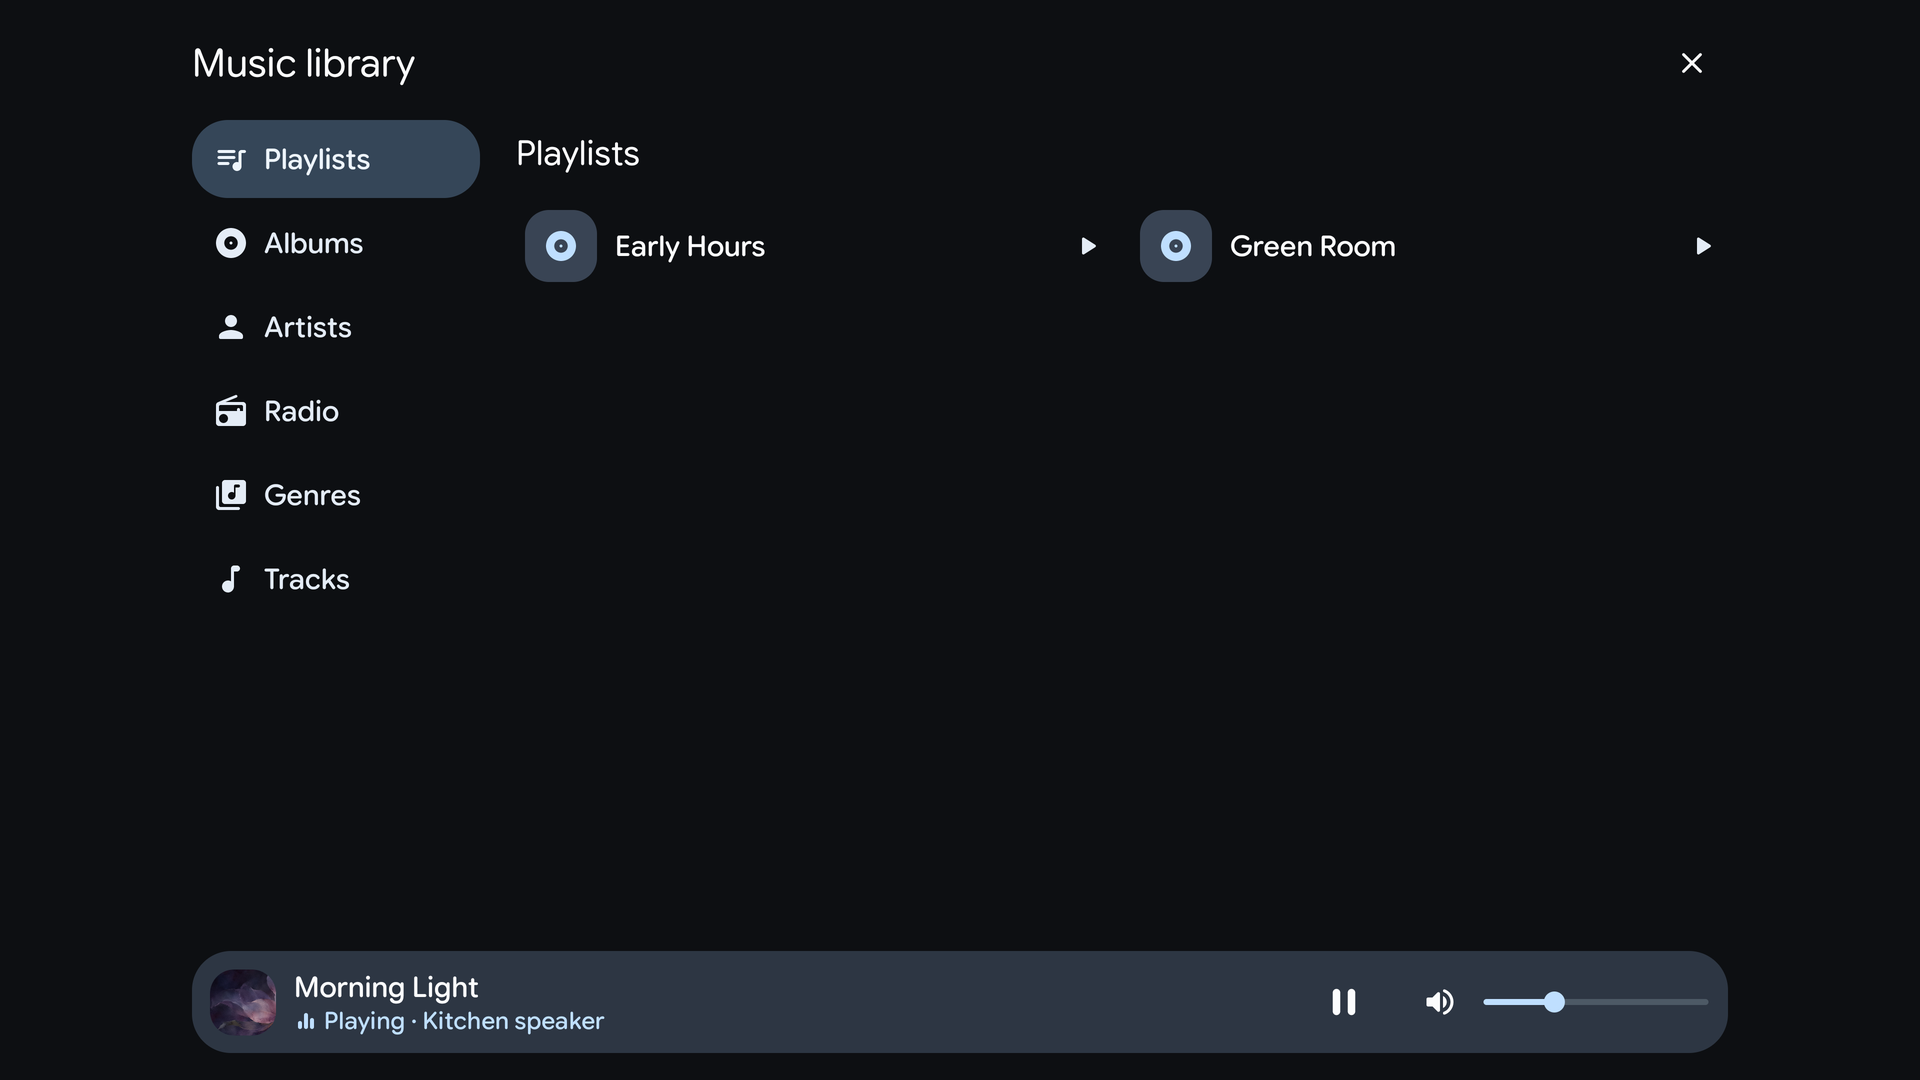 Music library
Playlists
Albums
Artists
Radio
Genres
Tracks
Playlists
Early Hours
Green Room
Morning Light
Playing · Kitchen speaker